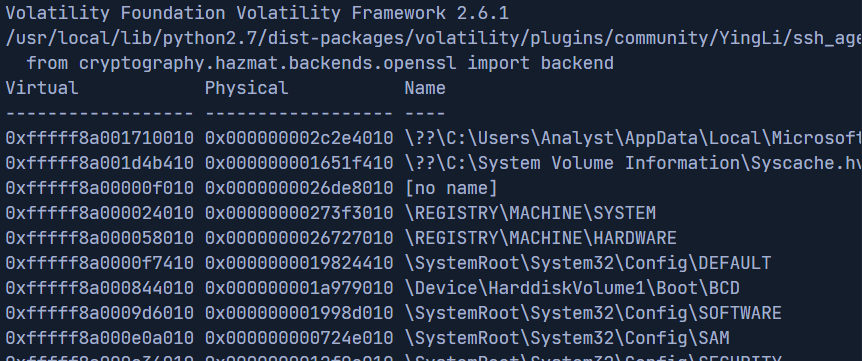 Volatility Foundation Volatility Framework 2.6.1
/usr/local/lib/python2.7/dist-packages/volatility/plugins/community/YingLi/ssh_age
from cryptography.hazmat.backends.openssl import backend
Virtual Physical Name
------------------ ------------------ ----
0xfffff8a001710010 0x000000002c2e4010 \??\C:\Users\Analyst\AppData\Local\Microsoft
0xfffff8a001d4b410 0x000000001651f410 \??\C:\System Volume Information\Syscache.hv
0xfffff8a00000f010 0x0000000026de8010 [no name]
0xfffff8a000024010 0x00000000273f3010 \REGISTRY\MACHINE\SYSTEM
0xfffff8a000058010 0x0000000026727010 \REGISTRY\MACHINE\HARDWARE
0xfffff8a0000f7410 0x0000000019824410 \SystemRoot\System32\Config\DEFAULT
0xfffff8a000844010 0x000000001a979010 \Device\HarddiskVolume1\Boot\BCD
0xfffff8a0009d6010 0x000000001998d010 \SystemRoot\System32\Config\SOFTWARE
0xfffff8a000e0a010 0x000000000724e010 \SystemRoot\System32\Config\SAM
\SystemRoot\System32\Config\SECURITY